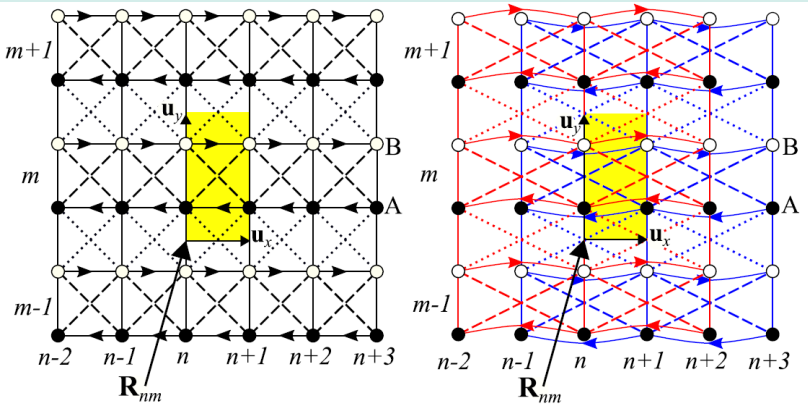 m+1
u_y
B
m
A
u_x
m-1
n-2 n-1 n n+1 n+2 n+3
R_nm
m+1
u_y
B
m
A
u_x
m-1
n-2 n-1 n n+1 n+2 n+3
R_nm